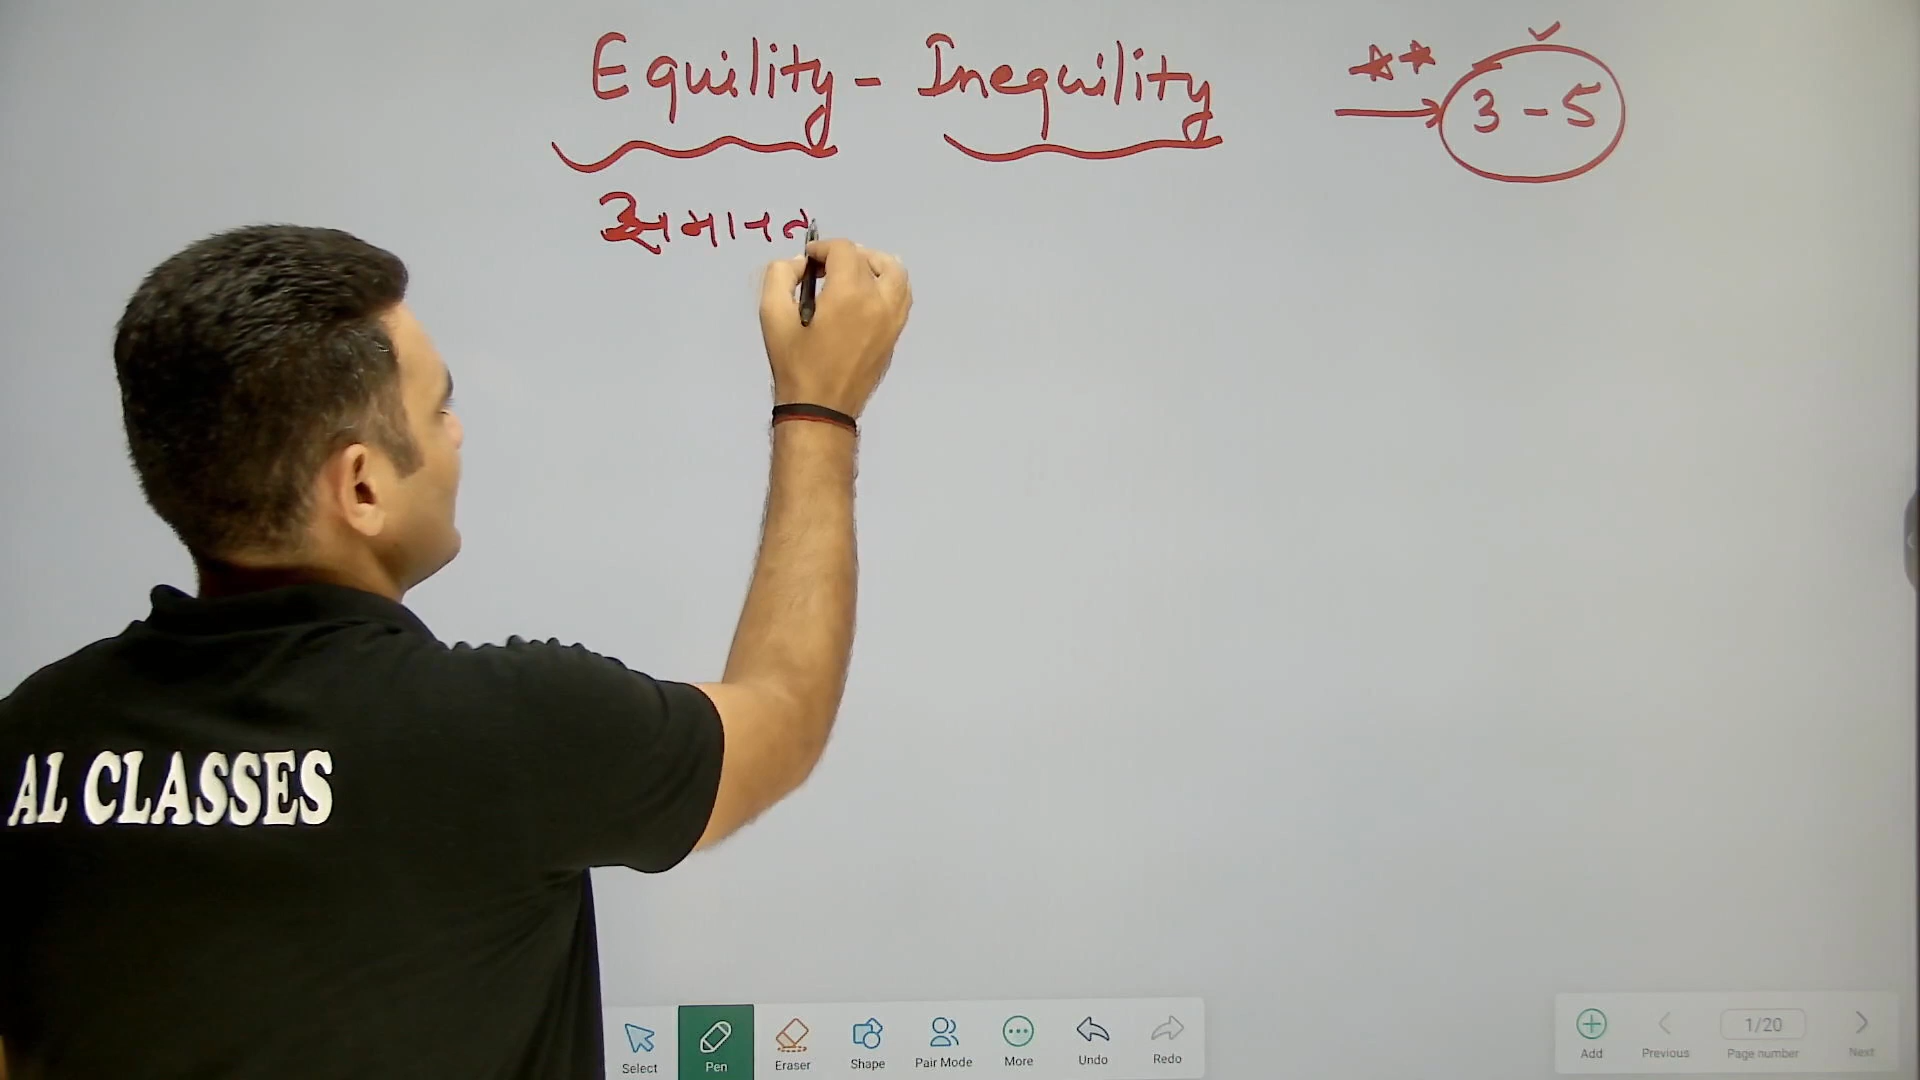 Equility - Inequility
3 - 5
समानत
AL CLASSES
Select Pen Eraser Shape Pair Mode More Undo Redo
Add Previous 1/20 Page number Next